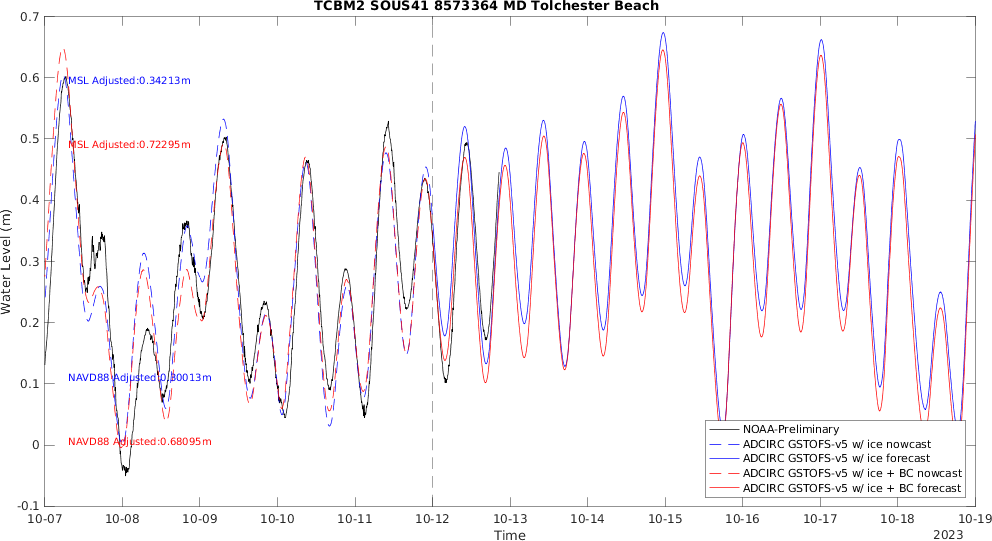 TCBM2 SOUS41 8573364 MD Tolchester Beach
Water Level (m)
0.7
0.6
0.5
0.4
0.3
0.2
0.1
0
-0.1
MSL Adjusted:0.34213m
MSL Adjusted:0.72295m
NAVD88 Adjusted:0.30013m
NAVD88 Adjusted:0.68095m
NOAA-Preliminary
ADCIRC GSTOFS-v5 w/ ice nowcast
ADCIRC GSTOFS-v5 w/ ice forecast
ADCIRC GSTOFS-v5 w/ ice + BC nowcast
ADCIRC GSTOFS-v5 w/ ice + BC forecast
10-07 10-08 10-09 10-10 10-11 10-12 10-13 10-14 10-15 10-16 10-17 10-18 10-19
Time
2023